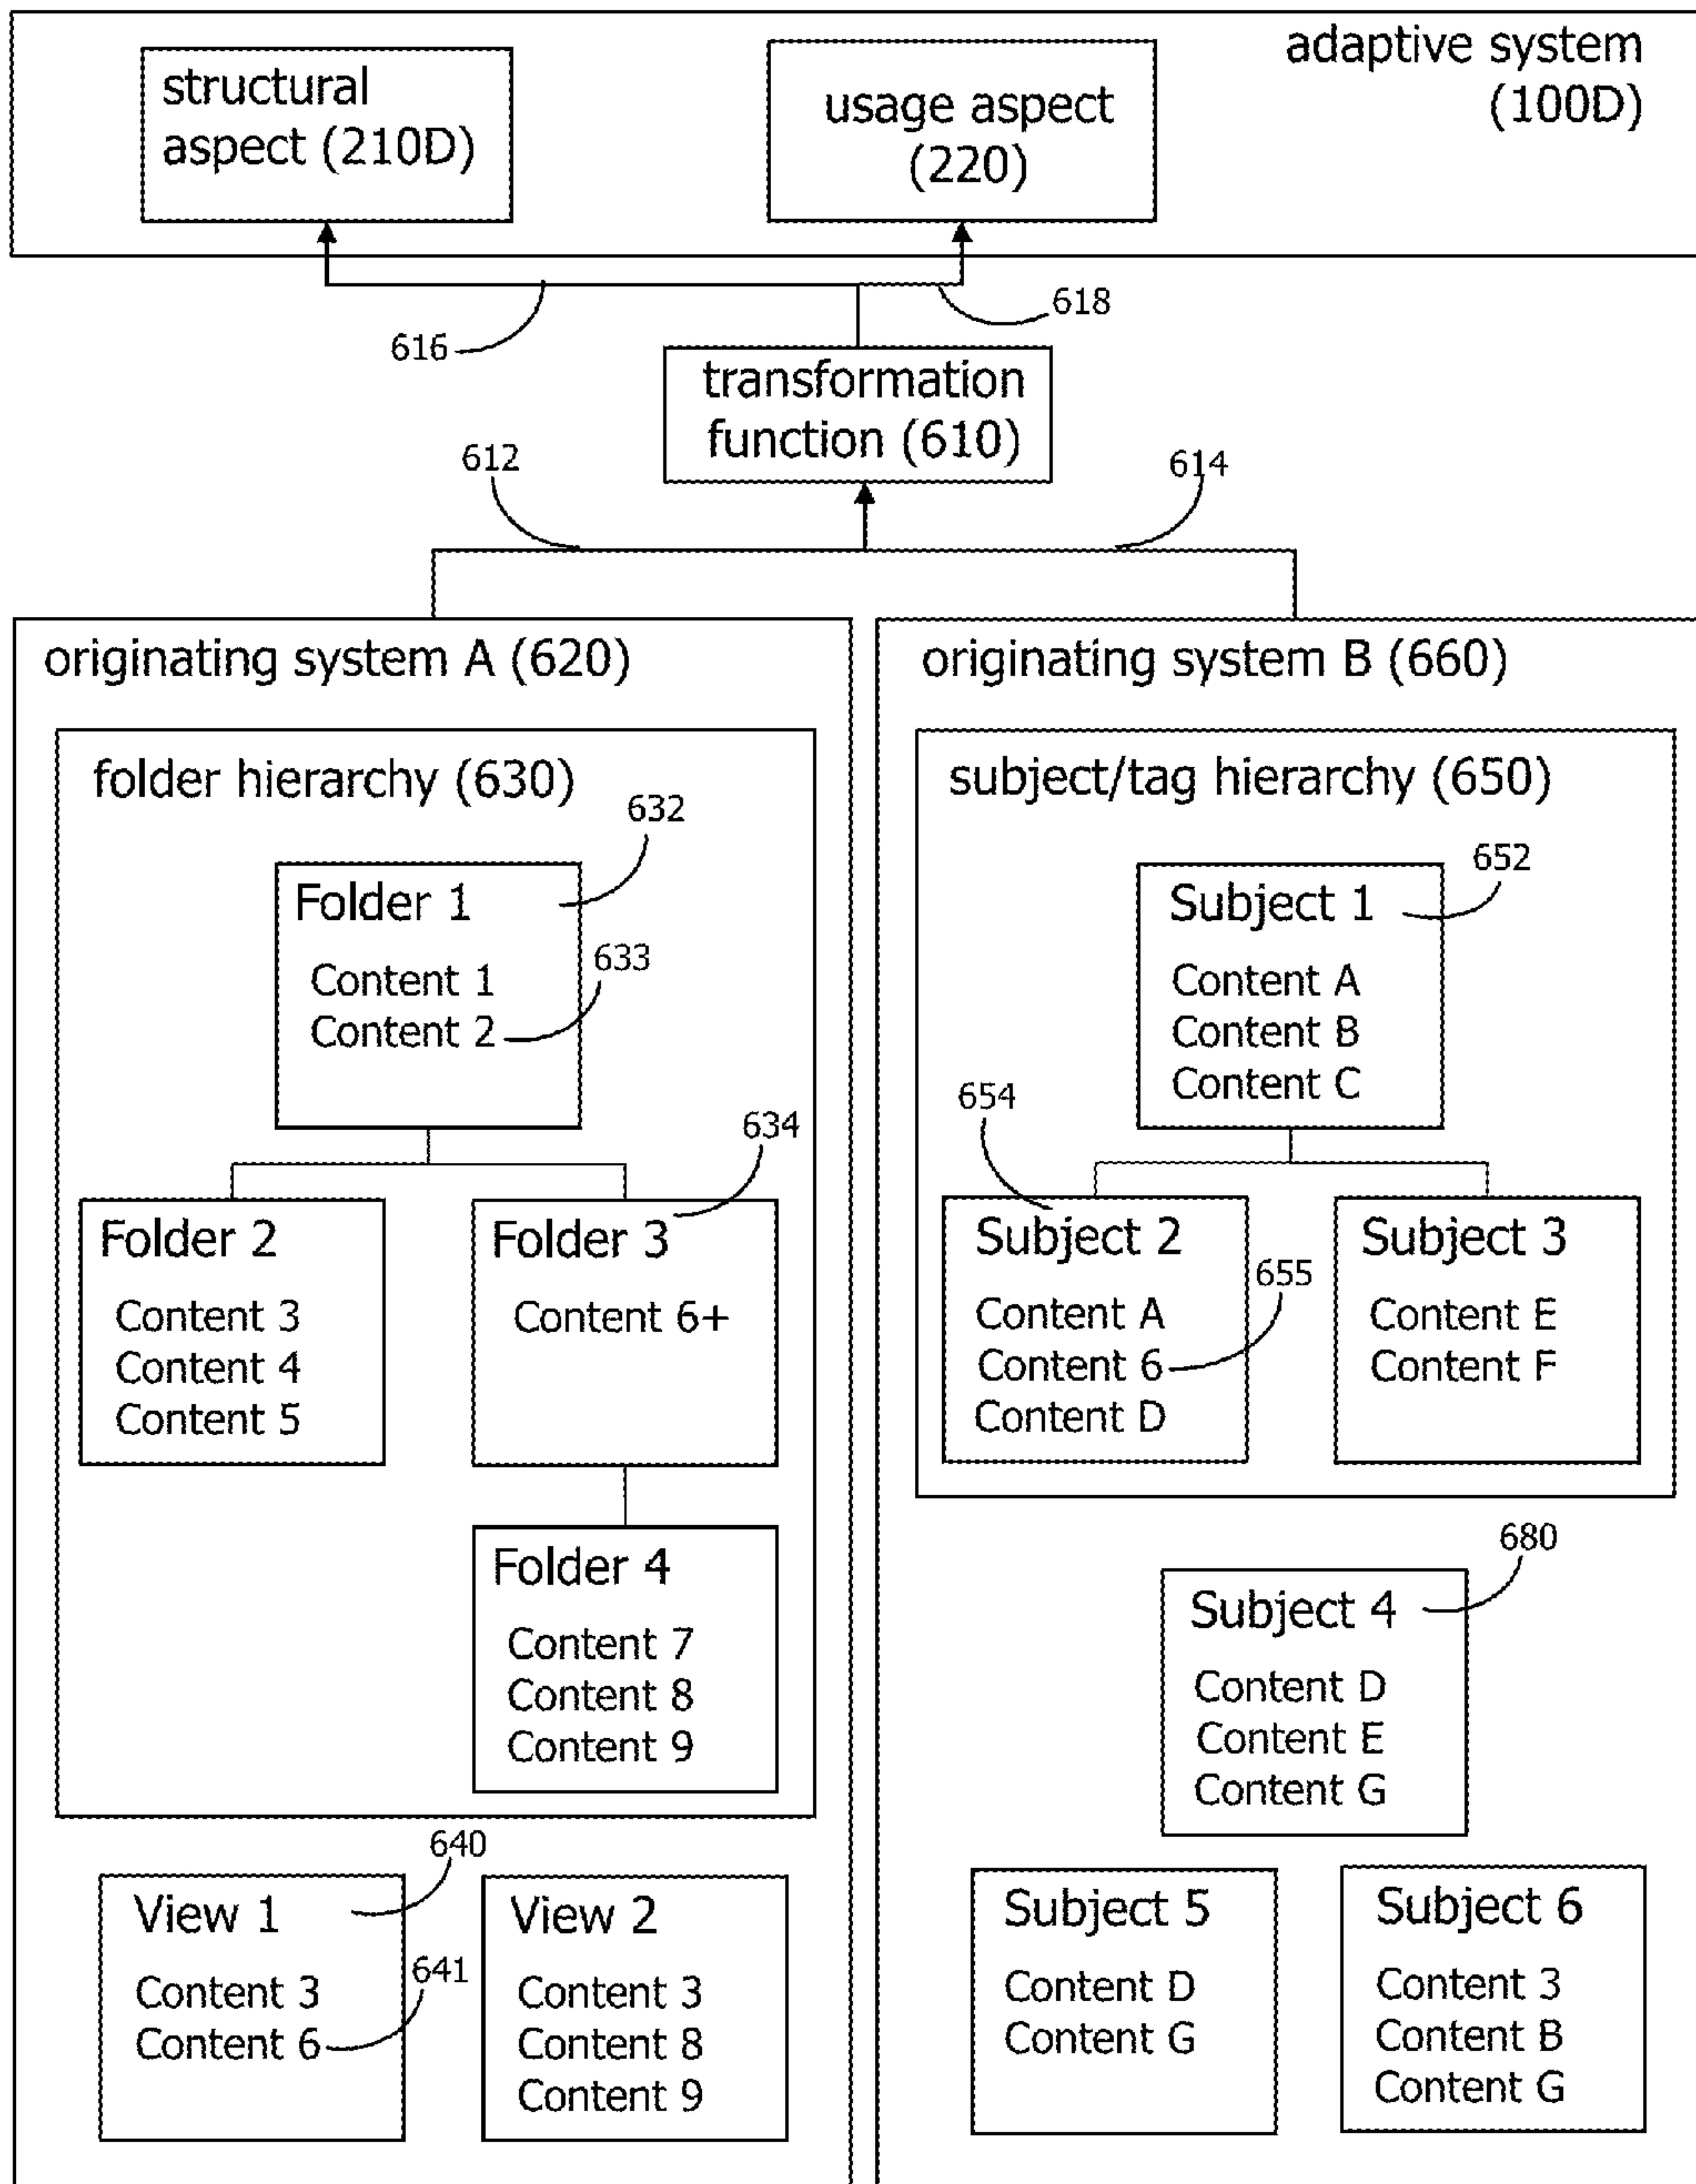 structural
aspect (210D)
usage aspect
(220)
adaptive system
(100D)
616
618
transformation
function (610)
612
614
originating system A (620)
folder hierarchy (630)
632
Folder 1
Content 1
633
Content 2
634
Folder 2
Content 3
Content 4
Content 5
Folder 3
Content 6+
Folder 4
Content 7
Content 8
Content 9
640
View 1
Content 3
641
Content 6
View 2
Content 3
Content 8
Content 9
originating system B (660)
subject/tag hierarchy (650)
652
Subject 1
Content A
Content B
Content C
654
Subject 2
655
Content A
Content 6
Content D
Subject 3
Content E
Content F
680
Subject 4
Content D
Content E
Content G
Subject 5
Content D
Content G
Subject 6
Content 3
Content B
Content G